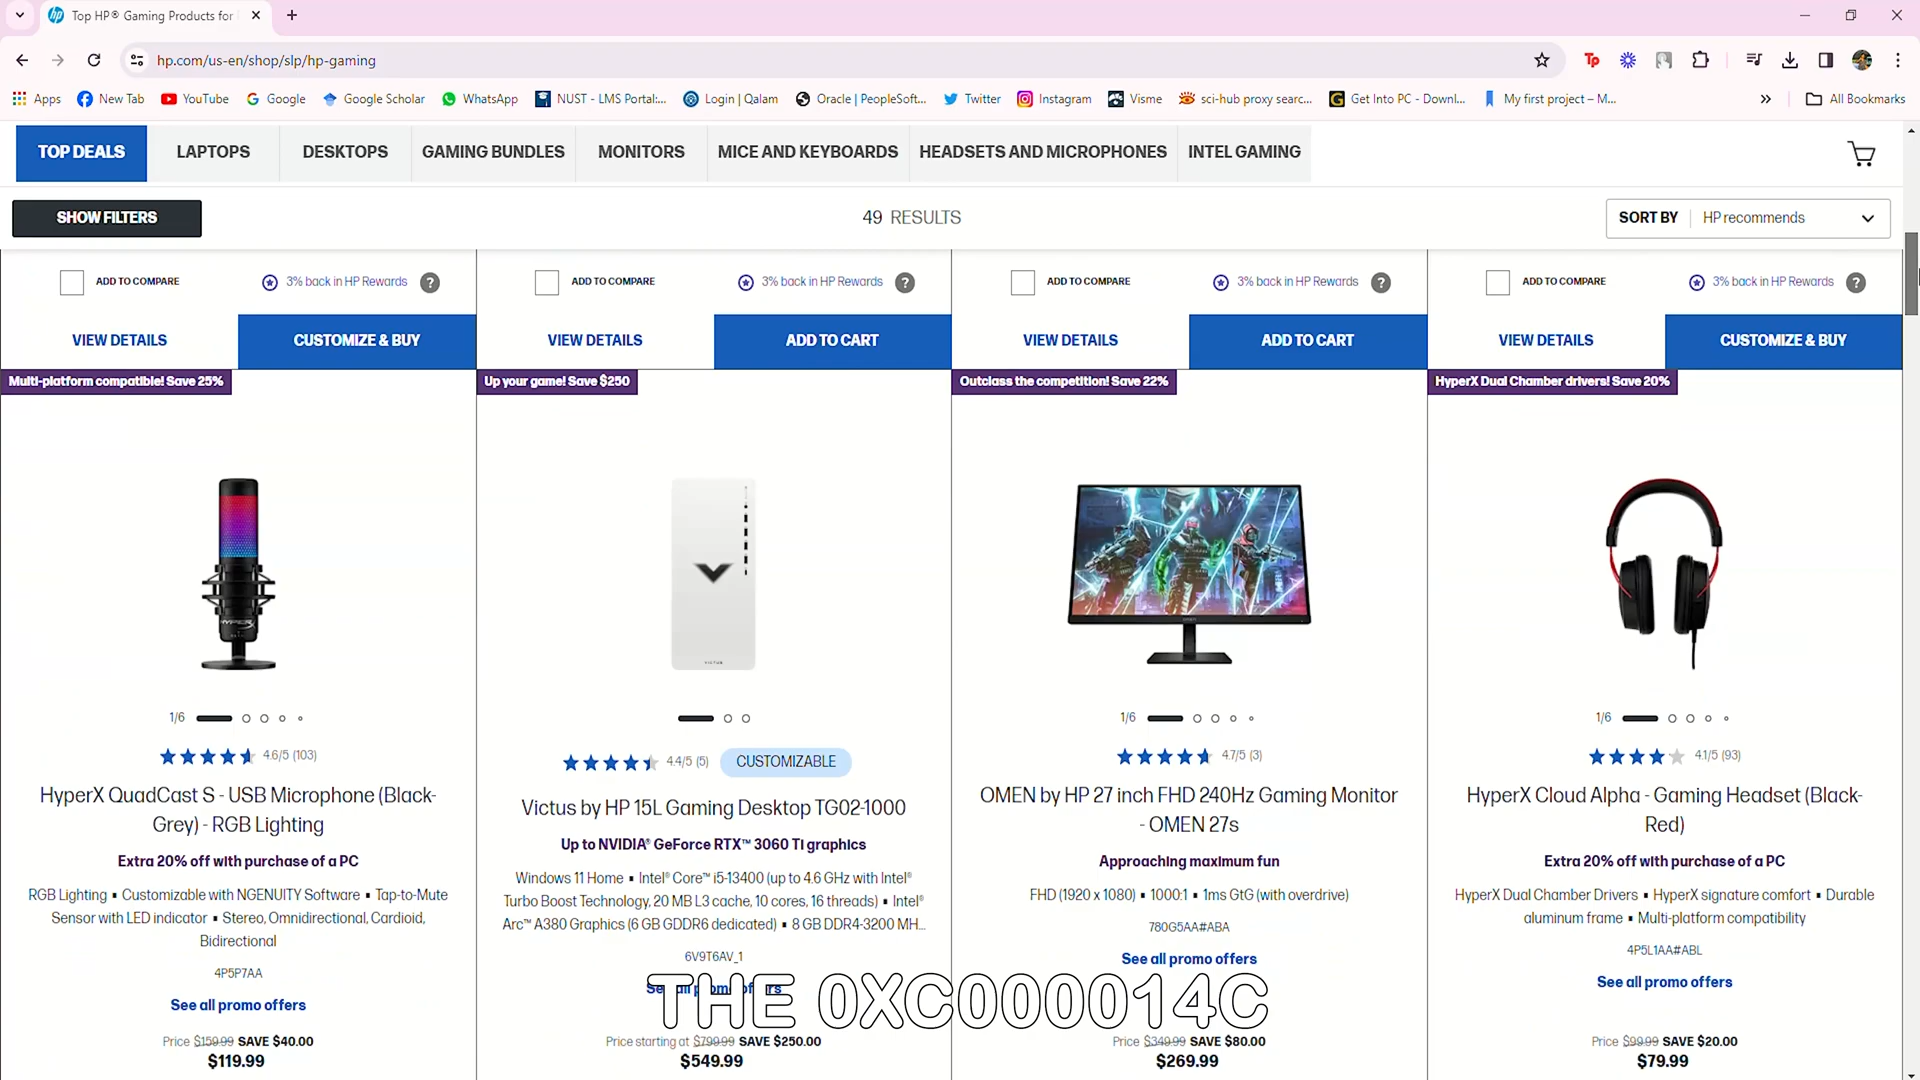 Top HP® Gaming Products for
hp.com/us-en/shop/slp/hp-gaming
Apps New Tab YouTube Google Google Scholar WhatsApp NUST - LMS Portal:... Login | Qalam Oracle | PeopleSoft... Twitter Instagram Visme sci-hub proxy searc... Get Into PC - Downl... My first project – M... » All Bookmarks
TOP DEALS LAPTOPS DESKTOPS GAMING BUNDLES MONITORS MICE AND KEYBOARDS HEADSETS AND MICROPHONES INTEL GAMING
SHOW FILTERS 49 RESULTS SORT BY HP recommends
ADD TO COMPARE 3% back in HP Rewards ? ADD TO COMPARE 3% back in HP Rewards ? ADD TO COMPARE 3% back in HP Rewards ? ADD TO COMPARE 3% back in HP Rewards ?
VIEW DETAILS CUSTOMIZE & BUY VIEW DETAILS ADD TO CART VIEW DETAILS ADD TO CART VIEW DETAILS CUSTOMIZE & BUY
Multi-platform compatible! Save 25%
HYPERX
1/6
4.6/5 (103)
HyperX QuadCast S - USB Microphone (Black-
Grey) - RGB Lighting
Extra 20% off with purchase of a PC
RGB Lighting ▪ Customizable with NGENUITY Software ▪ Tap-to-Mute
Sensor with LED indicator ▪ Stereo, Omnidirectional, Cardioid,
Bidirectional
4P5P7AA
See all promo offers
Price $159.99 SAVE $40.00
$119.99
Up your game! Save $250
VICTUS
4.4/5 (5) CUSTOMIZABLE
Victus by HP 15L Gaming Desktop TG02-1000
Up to NVIDIA® GeForce RTX™ 3060 Ti graphics
Windows 11 Home ▪ Intel® Core™ i5-13400 (up to 4.6 GHz with Intel®
Turbo Boost Technology, 20 MB L3 cache, 10 cores, 16 threads) ▪ Intel®
Arc™ A380 Graphics (6 GB GDDR6 dedicated) ▪ 8 GB DDR4-3200 MH...
6V9T6AV_1
See all promo offers
Price starting at $799.99 SAVE $250.00
$549.99
Outclass the competition! Save 22%
1/6
4.7/5 (3)
OMEN by HP 27 inch FHD 240Hz Gaming Monitor
- OMEN 27s
Approaching maximum fun
FHD (1920 x 1080) ▪ 1000:1 ▪ 1ms GtG (with overdrive)
780G5AA#ABA
See all promo offers
Price $349.99 SAVE $80.00
$269.99
HyperX Dual Chamber drivers! Save 20%
1/6
4.1/5 (93)
HyperX Cloud Alpha - Gaming Headset (Black-
Red)
Extra 20% off with purchase of a PC
HyperX Dual Chamber Drivers ▪ HyperX signature comfort ▪ Durable
aluminum frame ▪ Multi-platform compatibility
4P5L1AA#ABL
See all promo offers
Price $99.99 SAVE $20.00
$79.99
THE 0XC000014C